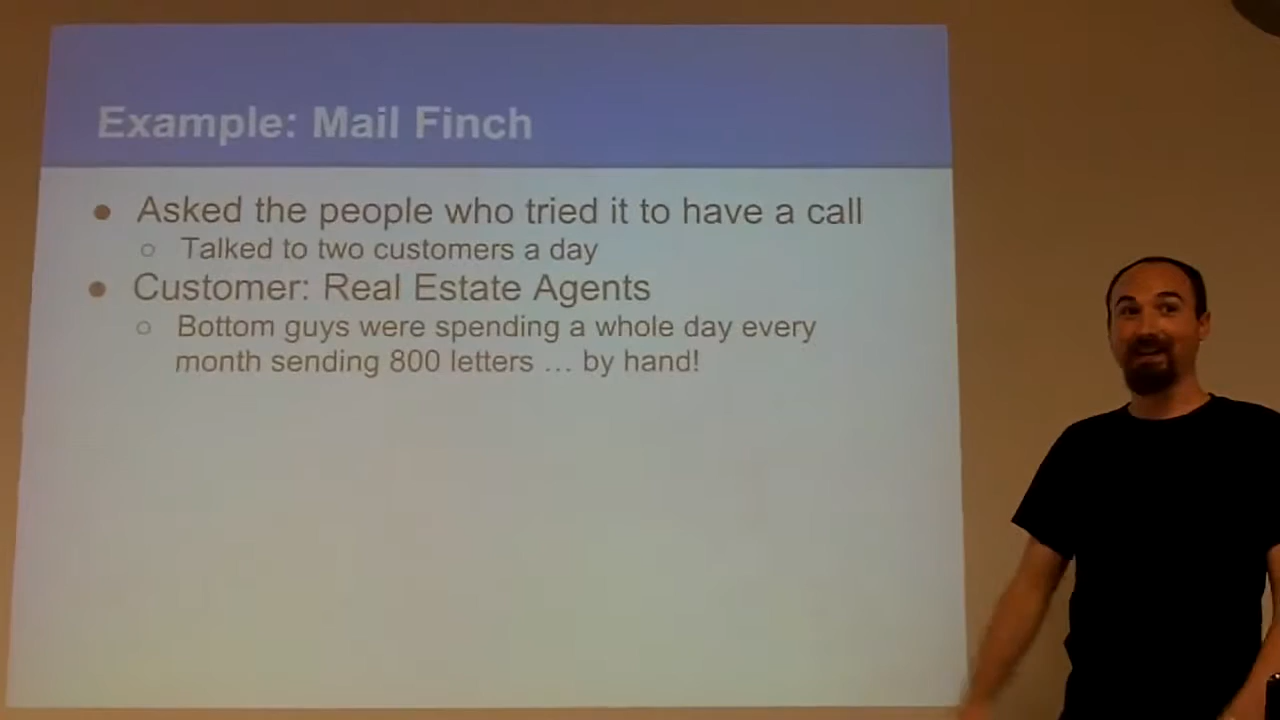 Example: Mail Finch
● Asked the people who tried it to have a call
○ Talked to two customers a day
● Customer: Real Estate Agents
○ Bottom guys were spending a whole day every
month sending 800 letters … by hand!